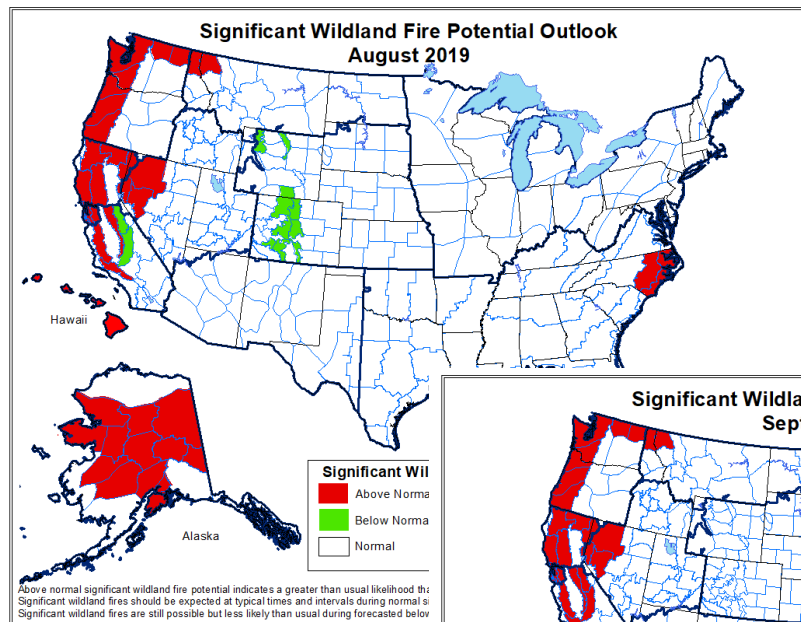 Significant Wildland Fire Potential Outlook
August 2019
Hawaii
Alaska
Significant Wil
Above Norma
Below Norma
Normal
Above normal significant wildland fire potential indicates a greater than usual likelihood tha
Significant wildland fires should be expected at typical times and intervals during normal si
Significant wildland fires are still possible but less likely than usual during forecasted below
Significant Wildla
Sept